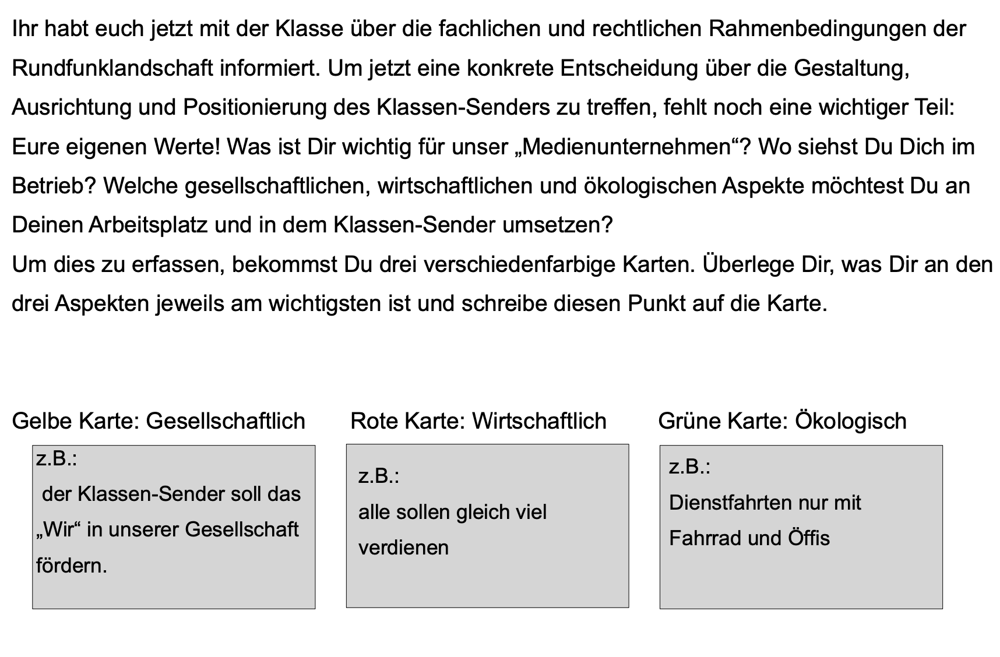 Ihr habt euch jetzt mit der Klasse über die fachlichen und rechtlichen Rahmenbedingungen der
Rundfunklandschaft informiert. Um jetzt eine konkrete Entscheidung über die Gestaltung,
Ausrichtung und Positionierung des Klassen-Senders zu treffen, fehlt noch eine wichtiger Teil:
Eure eigenen Werte! Was ist Dir wichtig für unser „Medienunternehmen“? Wo siehst Du Dich im
Betrieb? Welche gesellschaftlichen, wirtschaftlichen und ökologischen Aspekte möchtest Du an
Deinen Arbeitsplatz und in dem Klassen-Sender umsetzen?
Um dies zu erfassen, bekommst Du drei verschiedenfarbige Karten. Überlege Dir, was Dir an den
drei Aspekten jeweils am wichtigsten ist und schreibe diesen Punkt auf die Karte.
Gelbe Karte: Gesellschaftlich
z.B.:
der Klassen-Sender soll das
„Wir“ in unserer Gesellschaft
fördern.
Rote Karte: Wirtschaftlich
z.B.:
alle sollen gleich viel
verdienen
Grüne Karte: Ökologisch
z.B.:
Dienstfahrten nur mit
Fahrrad und Öffis